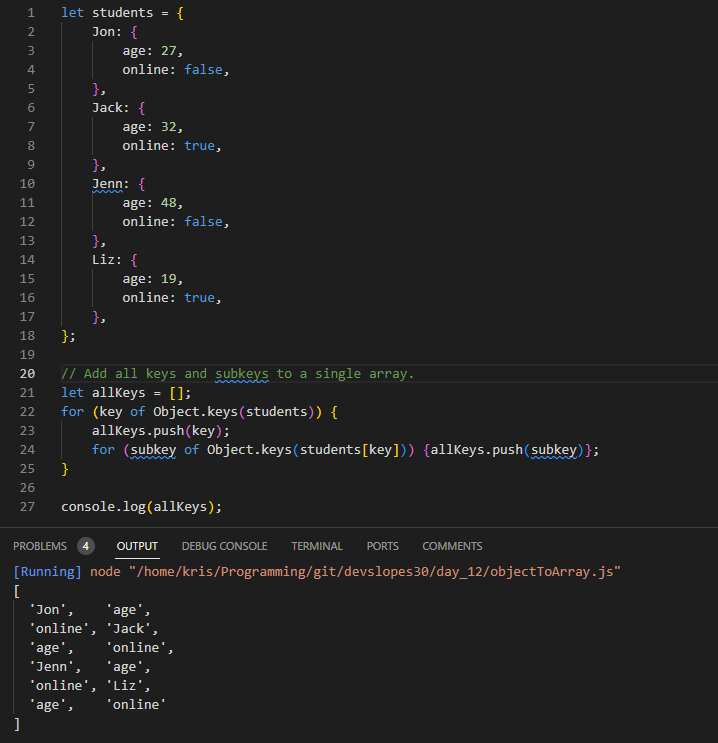 1 let students = {
2     Jon: {
3         age: 27,
4         online: false,
5     },
6     Jack: {
7         age: 32,
8         online: true,
9     },
10     Jenn: {
11         age: 48,
12         online: false,
13     },
14     Liz: {
15         age: 19,
16         online: true,
17     },
18 };
19
20 // Add all keys and subkeys to a single array.
21 let allKeys = [];
22 for (key of Object.keys(students)) {
23     allKeys.push(key);
24     for (subkey of Object.keys(students[key])) {allKeys.push(subkey)};
25 }
26
27 console.log(allKeys);
PROBLEMS 4 OUTPUT DEBUG CONSOLE TERMINAL PORTS COMMENTS
[Running] node "/home/kris/Programming/git/devslopes30/day_12/objectToArray.js"
[
  'Jon',    'age',
  'online', 'Jack',
  'age',    'online',
  'Jenn',   'age',
  'online', 'Liz',
  'age',    'online'
]